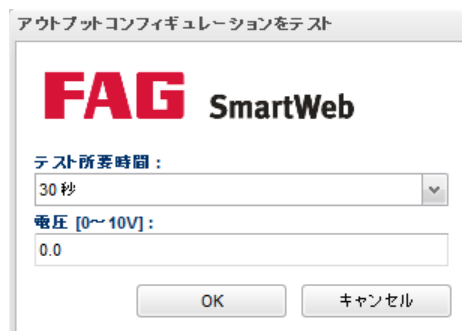 アウトプットコンフィギュレーションをテスト
FAG SmartWeb
テスト所要時間：
30 秒
電圧 [0～10V]：
0.0
OK キャンセル